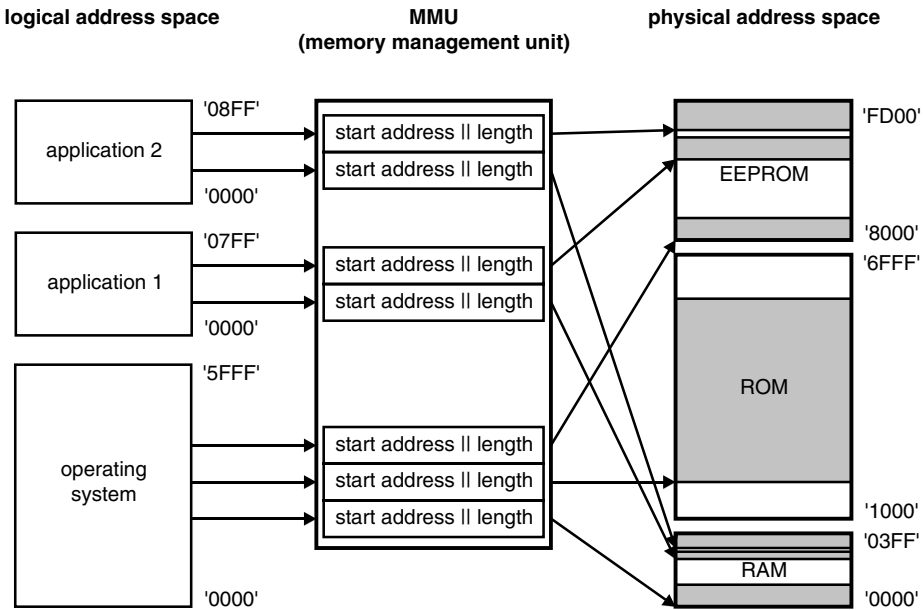 logical address space
MMU
(memory management unit)
physical address space
'08FF'
application 2
'0000'
'07FF'
application 1
'0000'
'5FFF'
operating
system
'0000'
start address || length
start address || length
start address || length
start address || length
start address || length
start address || length
start address || length
'FD00'
EEPROM
'8000'
'6FFF'
ROM
'1000'
'03FF'
RAM
'0000'